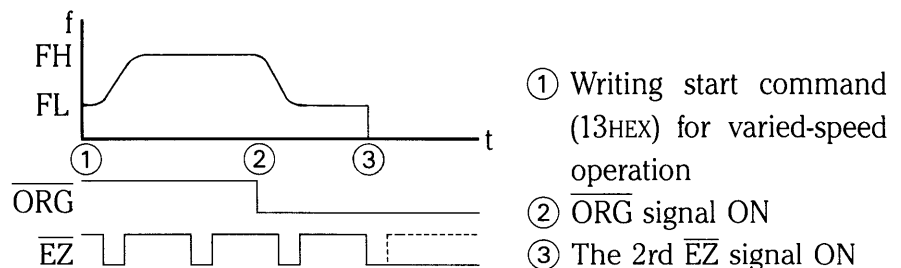 f
FH
FL
t
① ② ③
ORG
EZ
① Writing start command
(13HEX) for varied-speed
operation
② ORG signal ON
③ The 2rd EZ signal ON